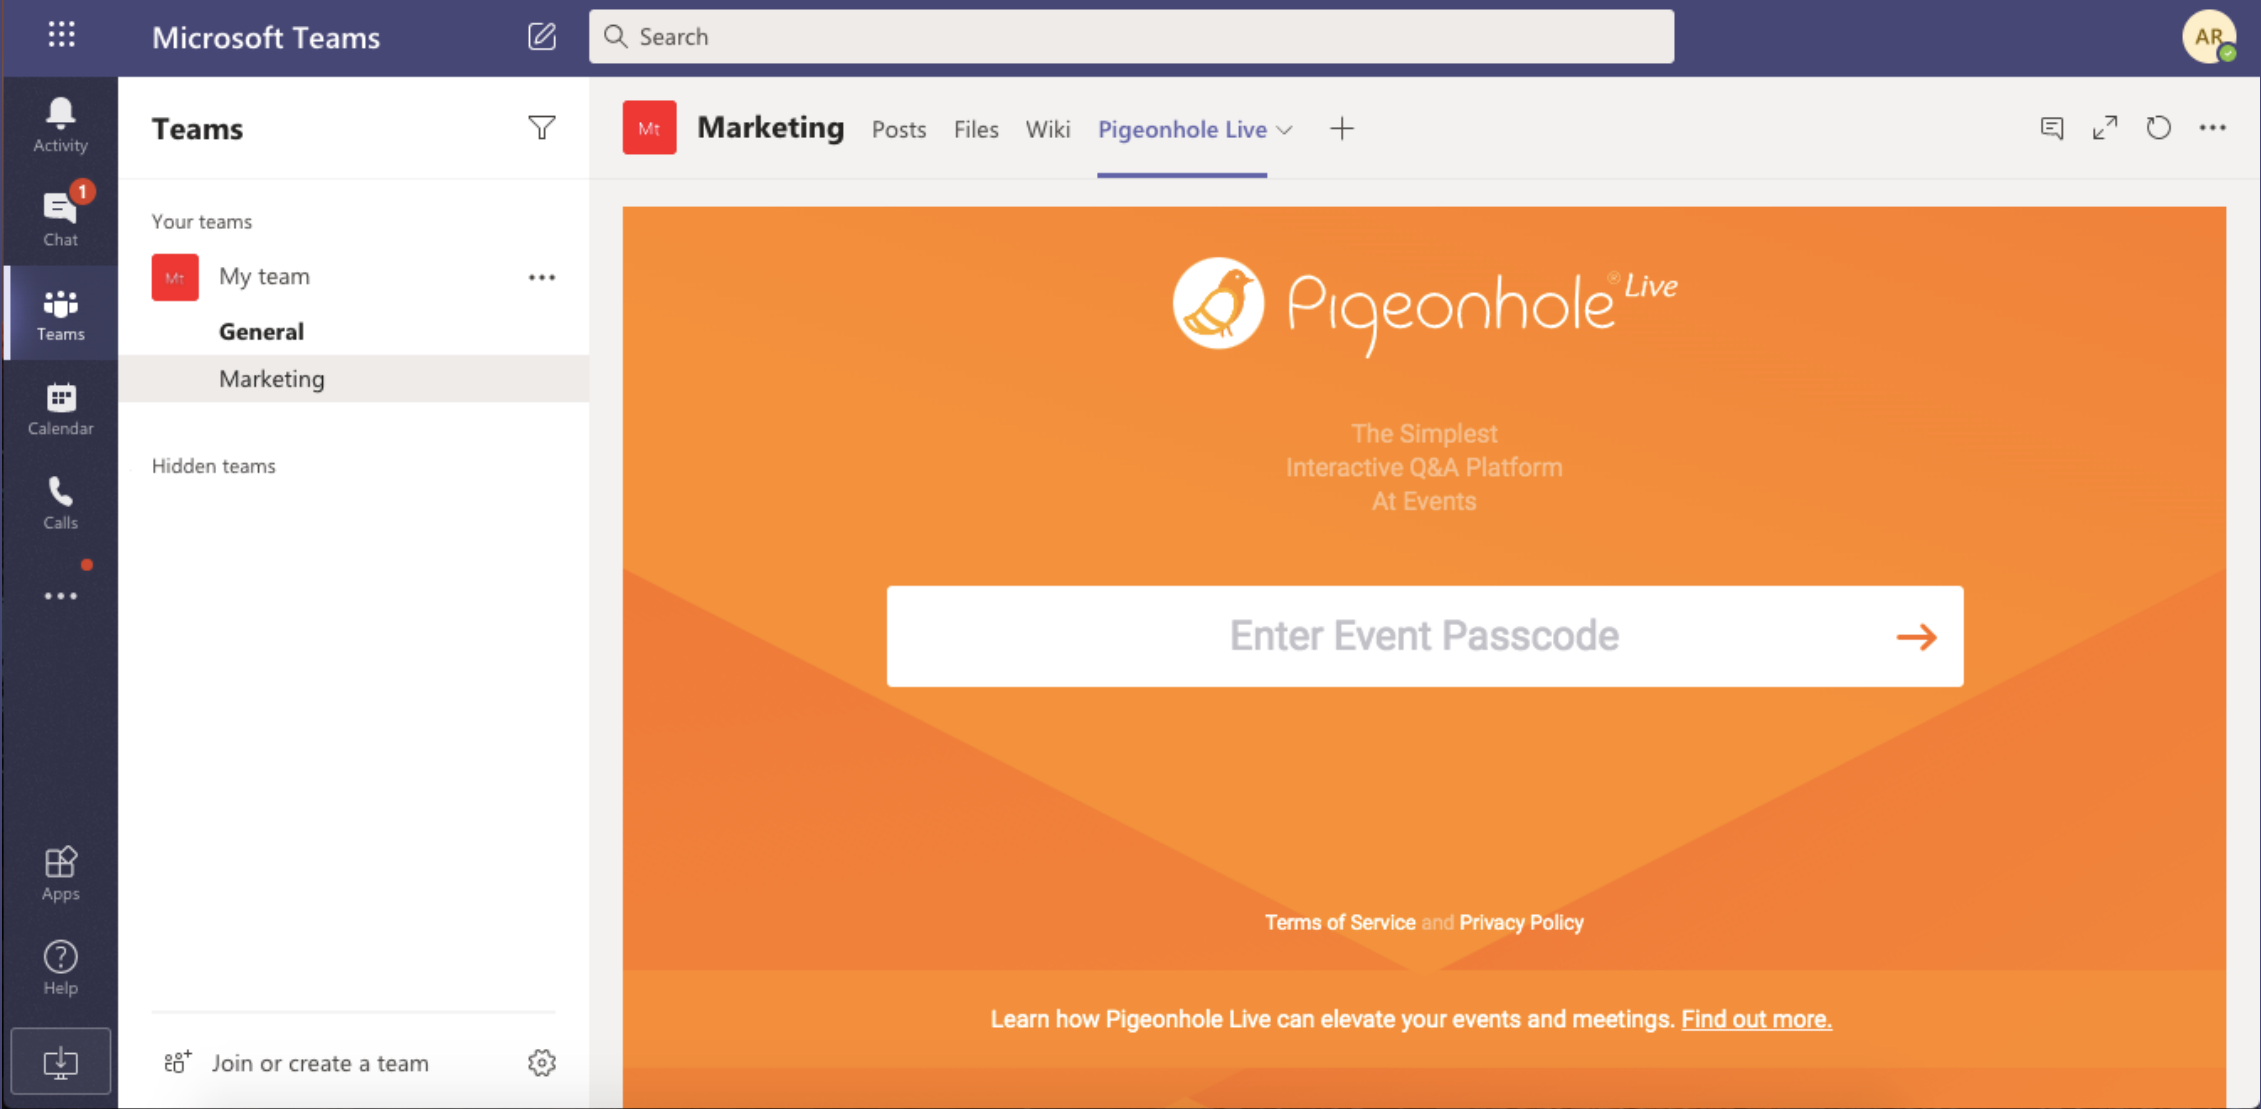 Microsoft Teams
Search
AR
Activity
1
Chat
Teams
Calendar
Calls
Apps
Help
Teams
Your teams
Mt
My team
General
Marketing
Hidden teams
Join or create a team
Mt
Marketing
Posts
Files
Wiki
Pigeonhole Live
Pigeonhole® Live
The Simplest
Interactive Q&A Platform
At Events
Enter Event Passcode
Terms of Service and Privacy Policy
Learn how Pigeonhole Live can elevate your events and meetings. Find out more.